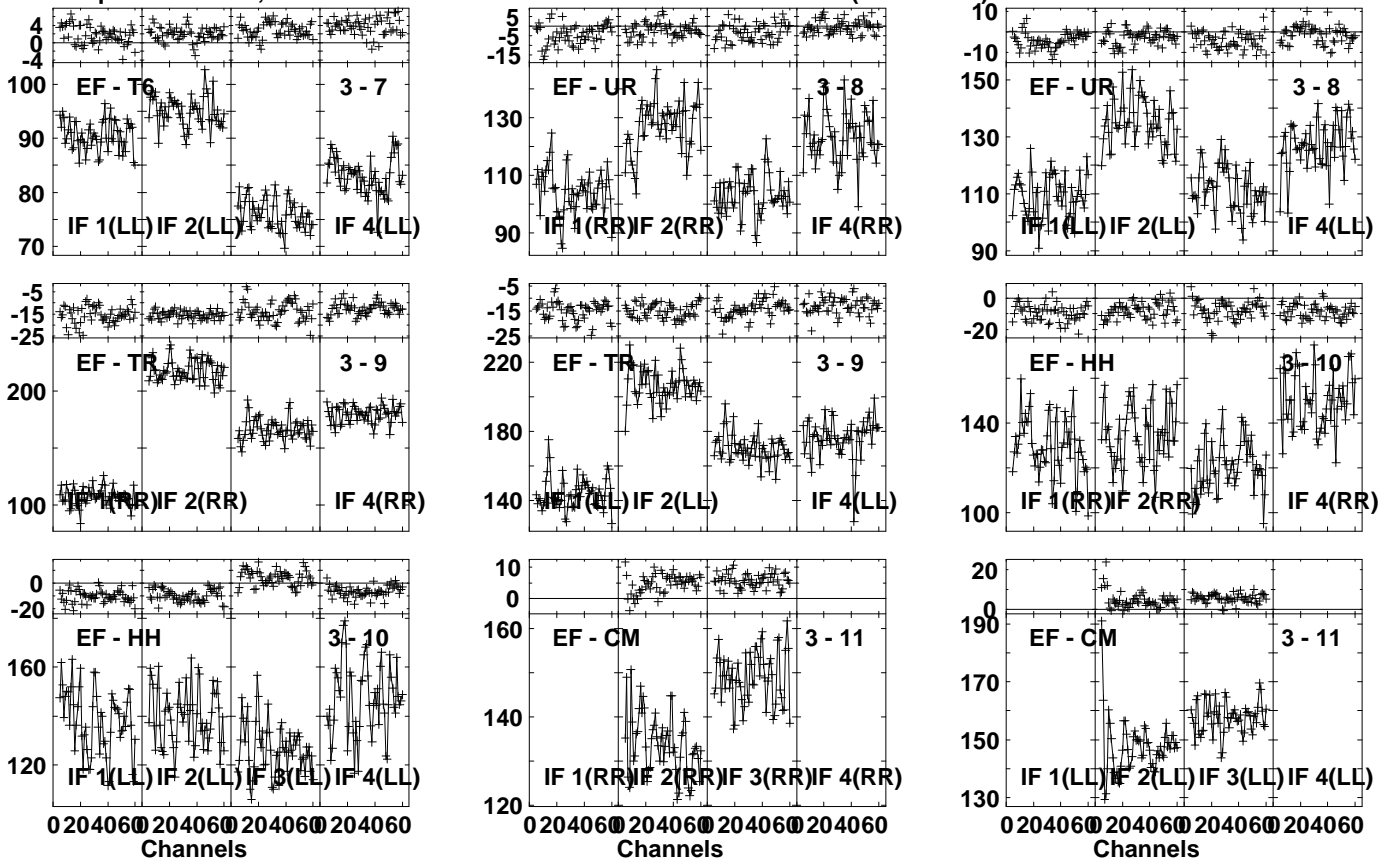 4
0
-4
100
90
80
70
EF - T6
3 - 7
IF 1(LL)
IF 2(LL)
IF 4(LL)
5
-5
-15
130
110
90
EF - UR
3 - 8
IF 1(RR)
IF 2(RR)
IF 4(RR)
10
-10
150
130
110
90
EF - UR
3 - 8
IF 1(LL)
IF 2(LL)
IF 4(LL)
-5
-15
-25
200
100
EF - TR
3 - 9
IF 1(RR)
IF 2(RR)
IF 4(RR)
-5
-15
-25
220
180
140
EF - TR
3 - 9
IF 1(LL)
IF 2(LL)
IF 4(LL)
0
-20
140
100
EF - HH
3 - 10
IF 1(RR)
IF 2(RR)
IF 4(RR)
0
-20
160
120
EF - HH
3 - 10
IF 1(LL)
IF 2(LL)
IF 3(LL)
IF 4(LL)
0 20 40 60 0 20 40 60 0 20 40 60 0 20 40 60
Channels
10
0
160
140
120
EF - CM
3 - 11
IF 1(RR)
IF 2(RR)
IF 3(RR)
IF 4(RR)
0 20 40 60 0 20 40 60 0 20 40 60 0 20 40 60
Channels
20
0
190
170
150
130
EF - CM
3 - 11
IF 1(LL)
IF 2(LL)
IF 3(LL)
IF 4(LL)
0 20 40 60 0 20 40 60 0 20 40 60 0 20 40 60
Channels